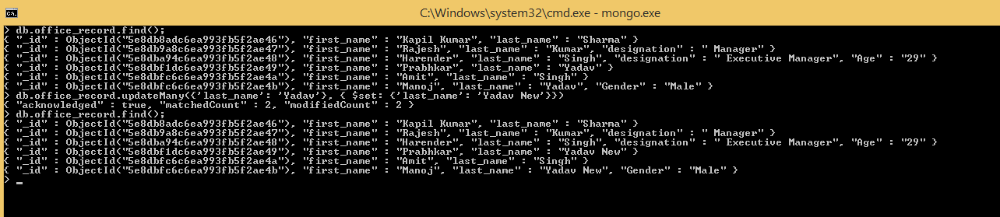 C:\Windows\system32\cmd.exe - mongo.exe
> db.office_record.find();
{ "_id" : ObjectId("5e8db8adc6ea993fb5f2ae46"), "first_name" : "Kapil Kumar", "last_name" : "Sharma" }
{ "_id" : ObjectId("5e8db9a8c6ea993fb5f2ae47"), "first_name" : "Rajesh", "last_name" : "Kumar", "designation" : " Manager" }
{ "_id" : ObjectId("5e8dba94c6ea993fb5f2ae48"), "first_name" : "Harender", "last_name" : "Singh", "designation" : " Executive Manager", "Age" : "29" }
{ "_id" : ObjectId("5e8dbf1dc6ea993fb5f2ae49"), "first_name" : "Prabhkar", "last_name" : "Yadav" }
{ "_id" : ObjectId("5e8dbfc6c6ea993fb5f2ae4a"), "first_name" : "Amit", "last_name" : "Singh" }
{ "_id" : ObjectId("5e8dbfc6c6ea993fb5f2ae4b"), "first_name" : "Manoj", "last_name" : "Yadav", "Gender" : "Male" }
> db.office_record.updateMany({'last_name': 'Yadav'}, { $set: {'last_name': 'Yadav New'}})
{ "acknowledged" : true, "matchedCount" : 2, "modifiedCount" : 2 }
> db.office_record.find();
{ "_id" : ObjectId("5e8db8adc6ea993fb5f2ae46"), "first_name" : "Kapil Kumar", "last_name" : "Sharma" }
{ "_id" : ObjectId("5e8db9a8c6ea993fb5f2ae47"), "first_name" : "Rajesh", "last_name" : "Kumar", "designation" : " Manager" }
{ "_id" : ObjectId("5e8dba94c6ea993fb5f2ae48"), "first_name" : "Harender", "last_name" : "Singh", "designation" : " Executive Manager", "Age" : "29" }
{ "_id" : ObjectId("5e8dbf1dc6ea993fb5f2ae49"), "first_name" : "Prabhkar", "last_name" : "Yadav New" }
{ "_id" : ObjectId("5e8dbfc6c6ea993fb5f2ae4a"), "first_name" : "Amit", "last_name" : "Singh" }
{ "_id" : ObjectId("5e8dbfc6c6ea993fb5f2ae4b"), "first_name" : "Manoj", "last_name" : "Yadav New", "Gender" : "Male" }
> _